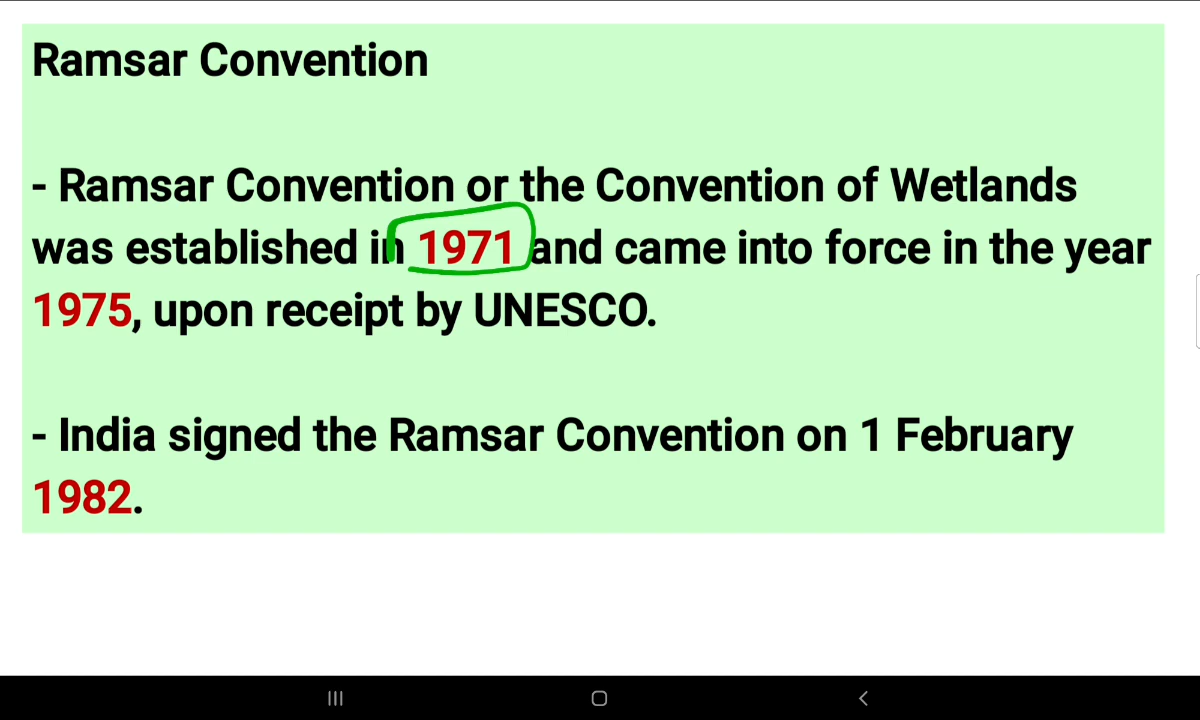 Ramsar Convention
- Ramsar Convention or the Convention of Wetlands
was established in 1971 and came into force in the year
1975, upon receipt by UNESCO.
- India signed the Ramsar Convention on 1 February
1982.